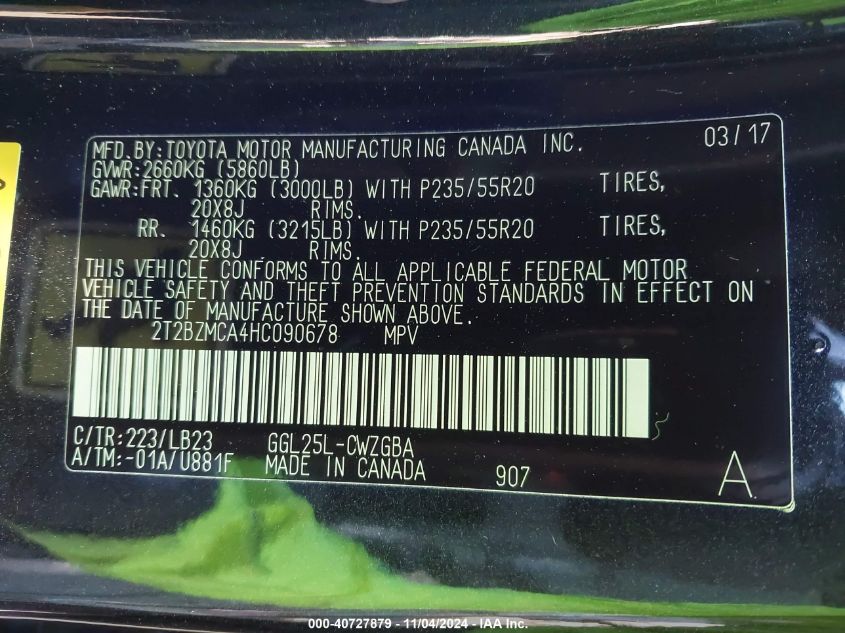 MFD. BY: TOYOTA MOTOR MANUFACTURING CANADA INC. 03/17
GVWR: 2660KG (5860LB)
GAWR: FRT. 1360KG (3000LB) WITH P235/55R20 TIRES,
20X8J RIMS.
RR. 1460KG (3215LB) WITH P235/55R20 TIRES,
20X8J RIMS.
THIS VEHICLE CONFORMS TO ALL APPLICABLE FEDERAL MOTOR
VEHICLE SAFETY AND THEFT PREVENTION STANDARDS IN EFFECT ON
THE DATE OF MANUFACTURE SHOWN ABOVE.
2T2BZMCA4HC090678 MPV
C/TR: 223/LB23 GGL25L-CWZGBA
A/TM: -01A/U881F MADE IN CANADA 907 A
000-40727879 - 11/04/2024 - IAA Inc.